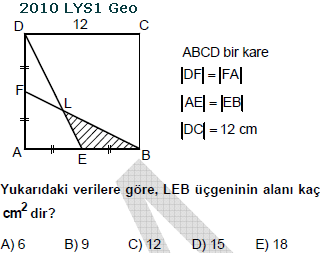 2010 LYS1 Geo
D 12 C
ABCD bir kare
|DF| = |FA|
F L
|AE| = |EB|
|DC| = 12 cm
A E B
Yukarıdaki verilere göre, LEB üçgeninin alanı kaç
cm² dir?
A) 6 B) 9 C) 12 D) 15 E) 18